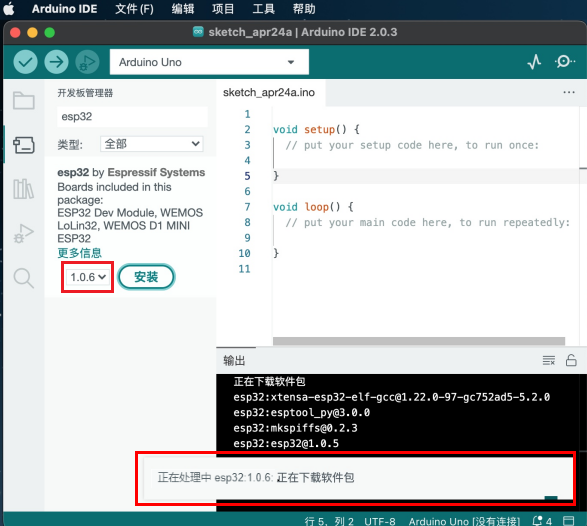 Arduino IDE 文件(F) 编辑 项目 工具 帮助
sketch_apr24a | Arduino IDE 2.0.3
Arduino Uno
开发板管理器
esp32
类型: 全部
esp32 by Espressif Systems
Boards included in this
package:
ESP32 Dev Module, WEMOS
LoLin32, WEMOS D1 MINI
ESP32
更多信息
1.0.6 安装
sketch_apr24a.ino
1
2 void setup() {
3 // put your setup code here, to run once:
4
5 }
6
7 void loop() {
8 // put your main code here, to run repeatedly:
9
10 }
11
输出
正在下载软件包
esp32:xtensa-esp32-elf-gcc@1.22.0-97-gc752ad5-5.2.0
esp32:esptool_py@3.0.0
esp32:mkspiffs@0.2.3
esp32:esp32@1.0.5
正在处理中 esp32:1.0.6: 正在下载软件包
行 5，列 2 UTF-8 Arduino Uno [没有连接] 4